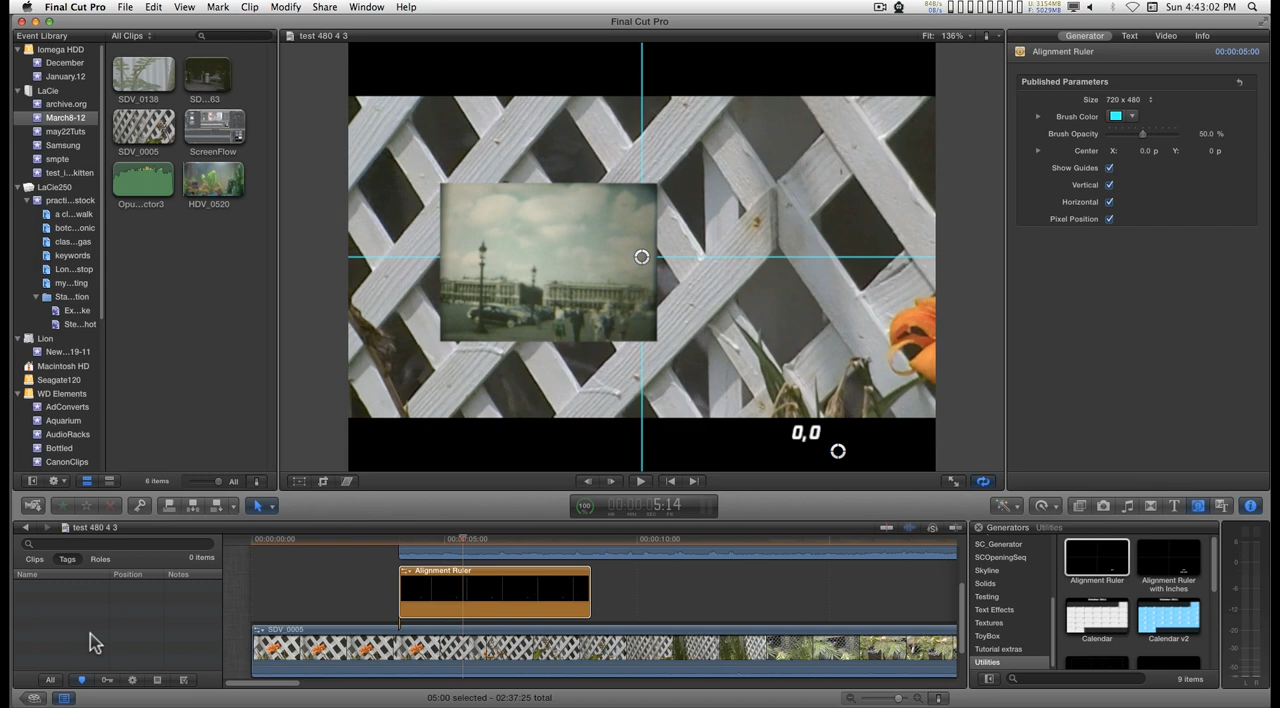 Final Cut Pro File Edit View Mark Clip Modify Share Window Help Sun 4:43:02 PM
Final Cut Pro
Event Library All Clips
test 480 4 3 Fit: 136%
Generator Text Video Info
Iomega HDD
December
January.12
LaCie
archive.org
March8-12
may22Tuts
Samsung
smpte
test_i...kitten
LaCie250
practi...stock
a cl...walk
botc...onic
clas...gas
keywords
Lon...stop
my...ting
Sta...tion
Ex...ke
Ste...hot
Lion
New...19-11
Macintosh HD
Seagate120
WD Elements
AdConverts
Aquarium
AudioRacks
Bottled
CanonClips
SDV_0138 SD...63
SDV_0005 ScreenFlow
Opu...ctor3 HDV_0520
6 items All
0,0
Alignment Ruler 00:00:05:00
Published Parameters
Size 720 x 480
Brush Color
Brush Opacity 50.0 %
Center X: 0.0 p Y: 0 p
Show Guides
Vertical
Horizontal
Pixel Position
100 00:00:05:14
test 480 4 3
Clips Tags Roles 0 items
Name Position Notes
All
00:00:00:00 00:00:05:00 00:00:10:00
Alignment Ruler
SDV_0005
Generators Utilities
SC_Generator
SCOpeningSeq
Skyline
Solids
Testing
Text Effects
Textures
ToyBox
Tutorial extras
Utilities
Alignment Ruler Alignment Ruler with Inches
Calendar Calendar v2
9 items
05:00 selected - 02:37:25 total